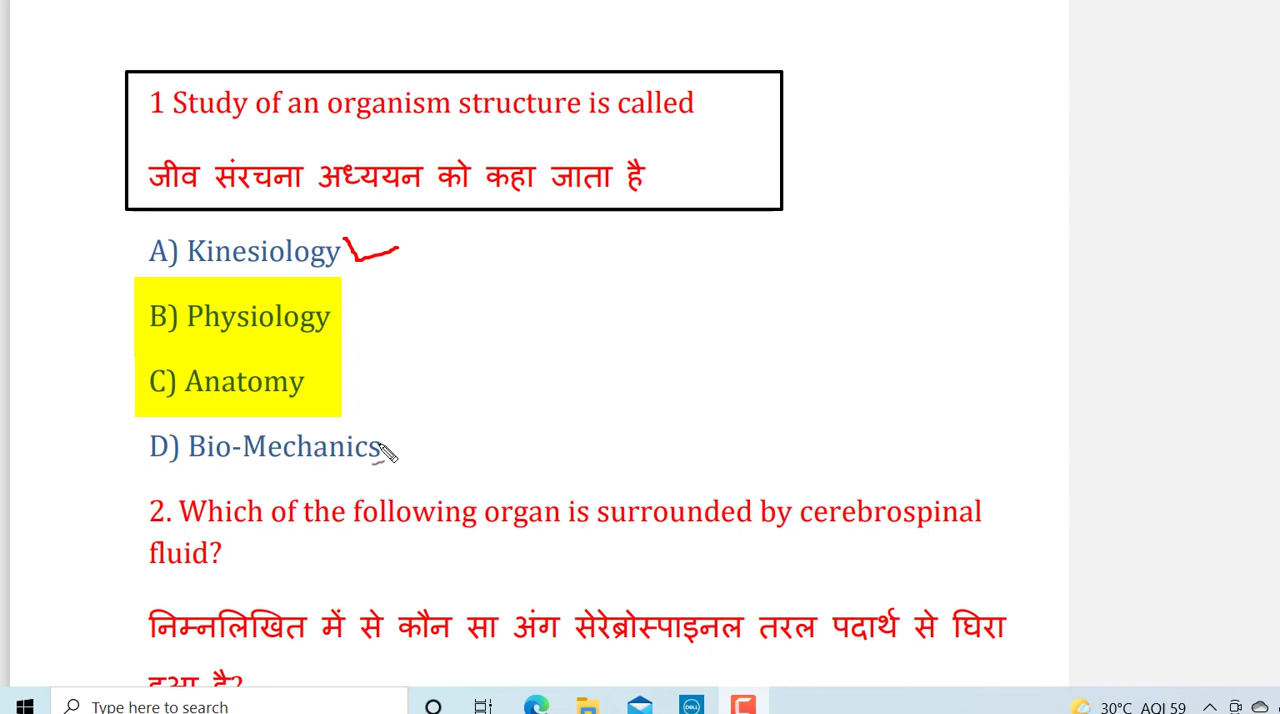 1 Study of an organism structure is called
जीव संरचना अध्ययन को कहा जाता है
A) Kinesiology
B) Physiology
C) Anatomy
D) Bio-Mechanics
2. Which of the following organ is surrounded by cerebrospinal
fluid?
निम्नलिखित में से कौन सा अंग सेरेब्रोस्पाइनल तरल पदार्थ से घिरा
हुआ है?
Type here to search
DELL
30°C AQI 59